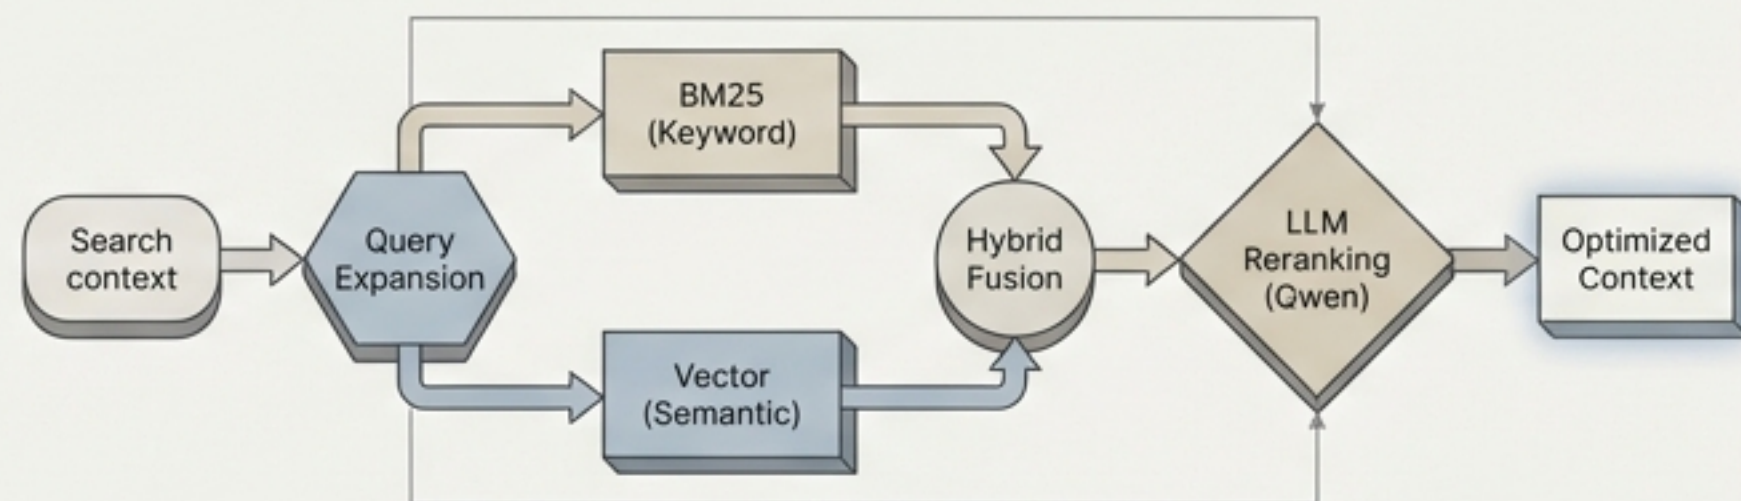 Search
context
Query
Expansion
BM25
(Keyword)
Vector
(Semantic)
Hybrid
Fusion
LLM
Reranking
(Qwen)
Optimized
Context